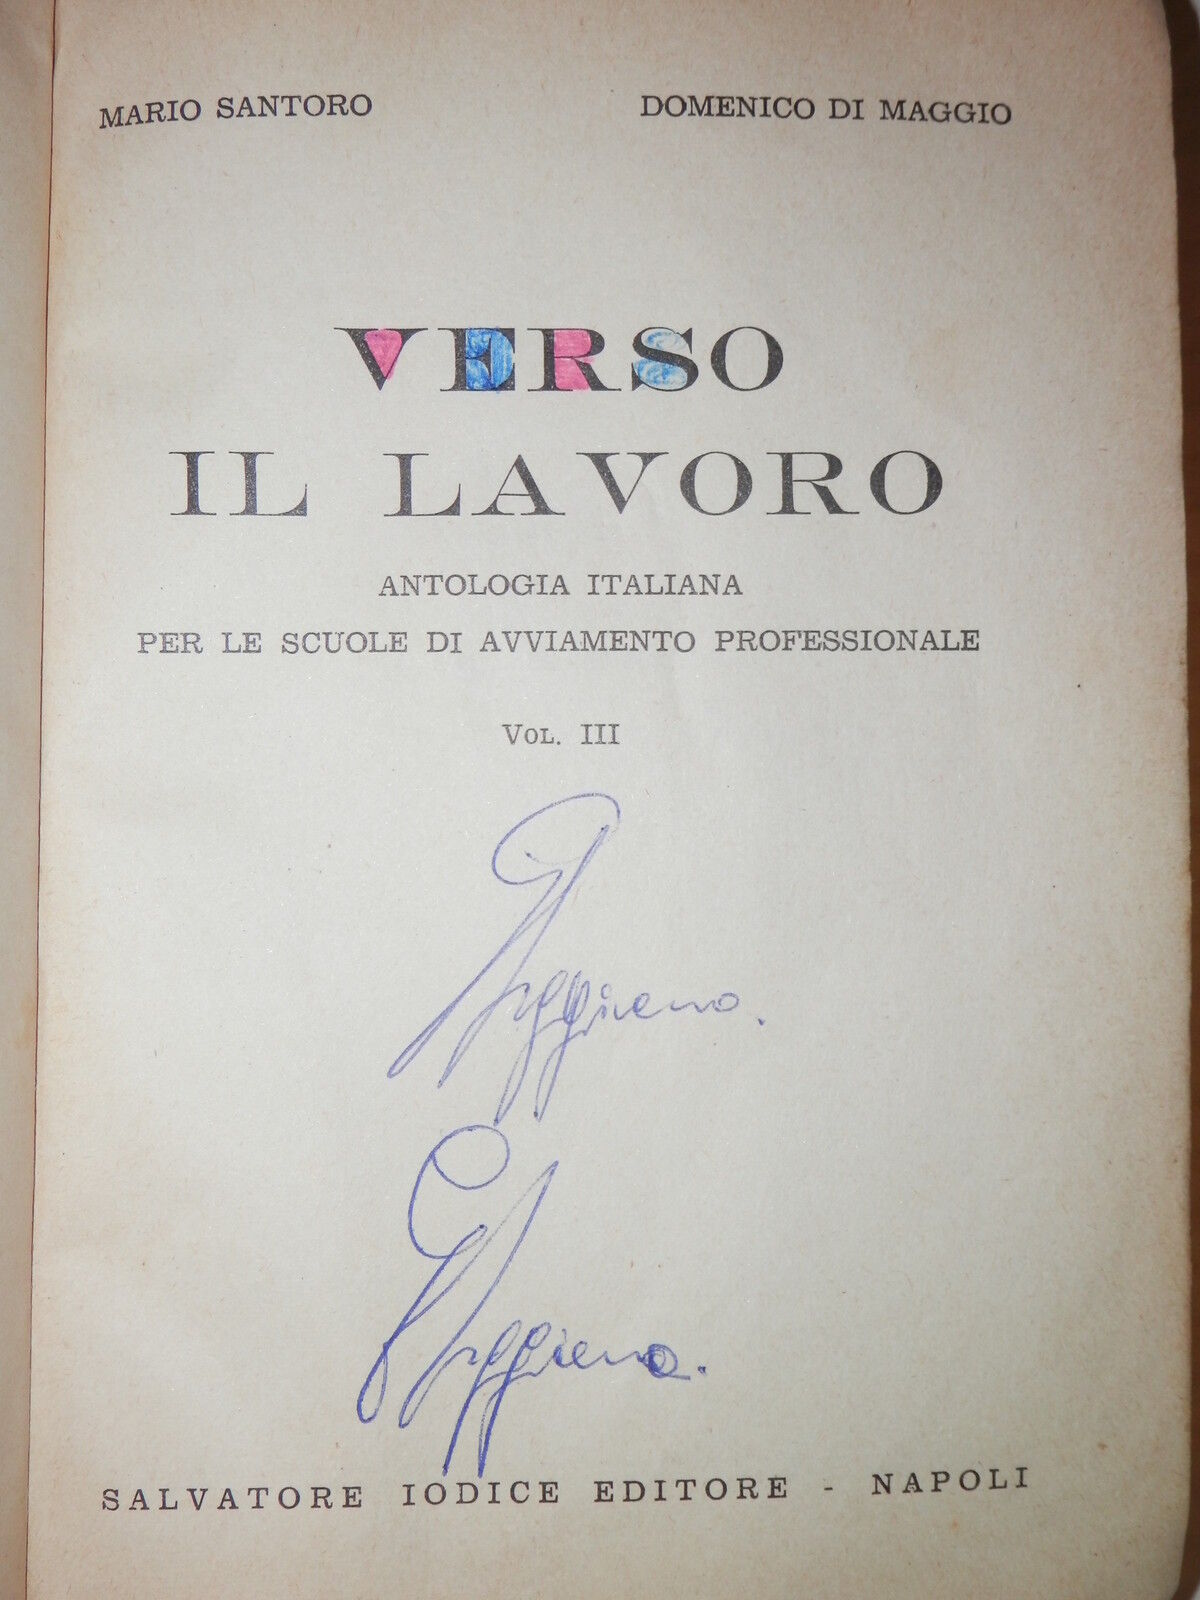 MARIO SANTORO DOMENICO DI MAGGIO
VERSO
IL LAVORO
ANTOLOGIA ITALIANA
PER LE SCUOLE DI AVVIAMENTO PROFESSIONALE
VOL. III
SALVATORE IODICE EDITORE - NAPOLI